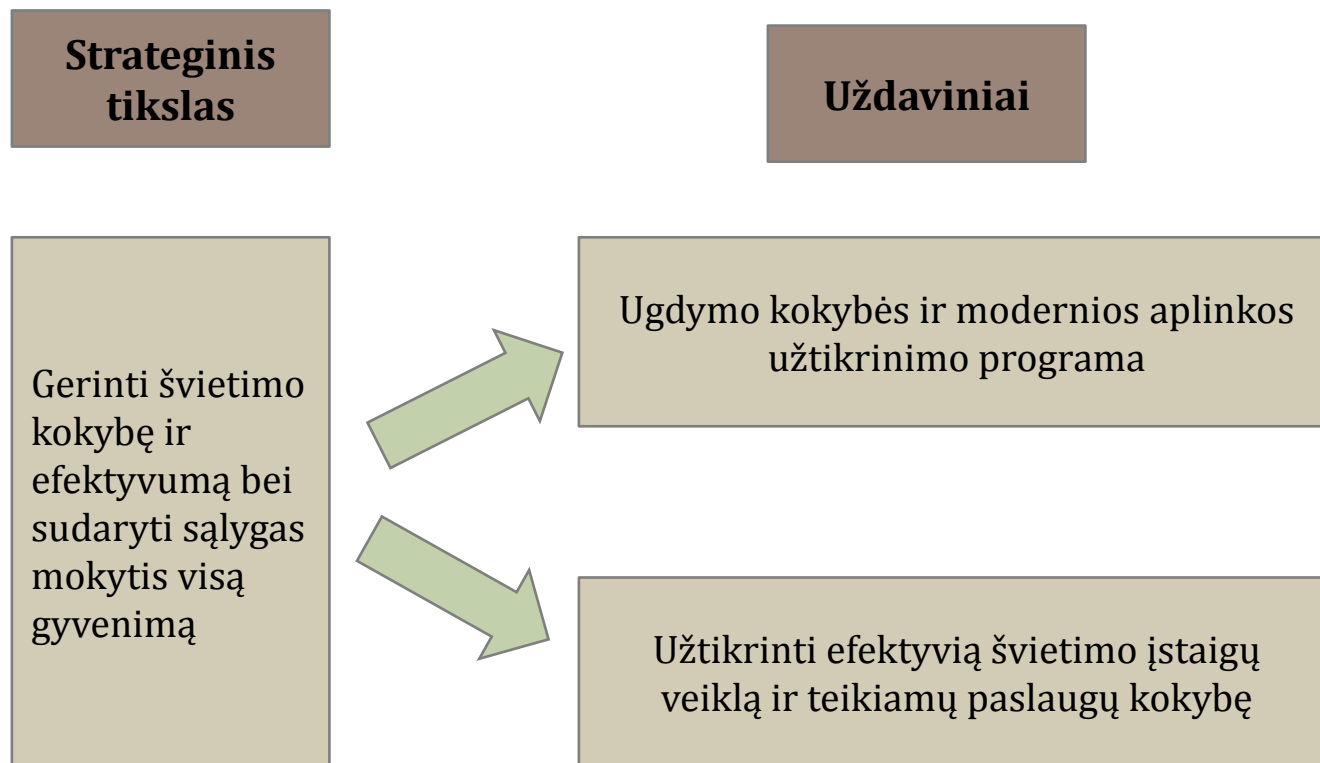 Strateginis
tikslas
Uždaviniai
Gerinti švietimo
kokybę ir
efektyvumą bei
sudaryti sąlygas
mokytis visą
gyvenimą
Ugdymo kokybės ir modernios aplinkos
užtikrinimo programa
Užtikrinti efektyvią švietimo įstaigų
veiklą ir teikiamų paslaugų kokybę